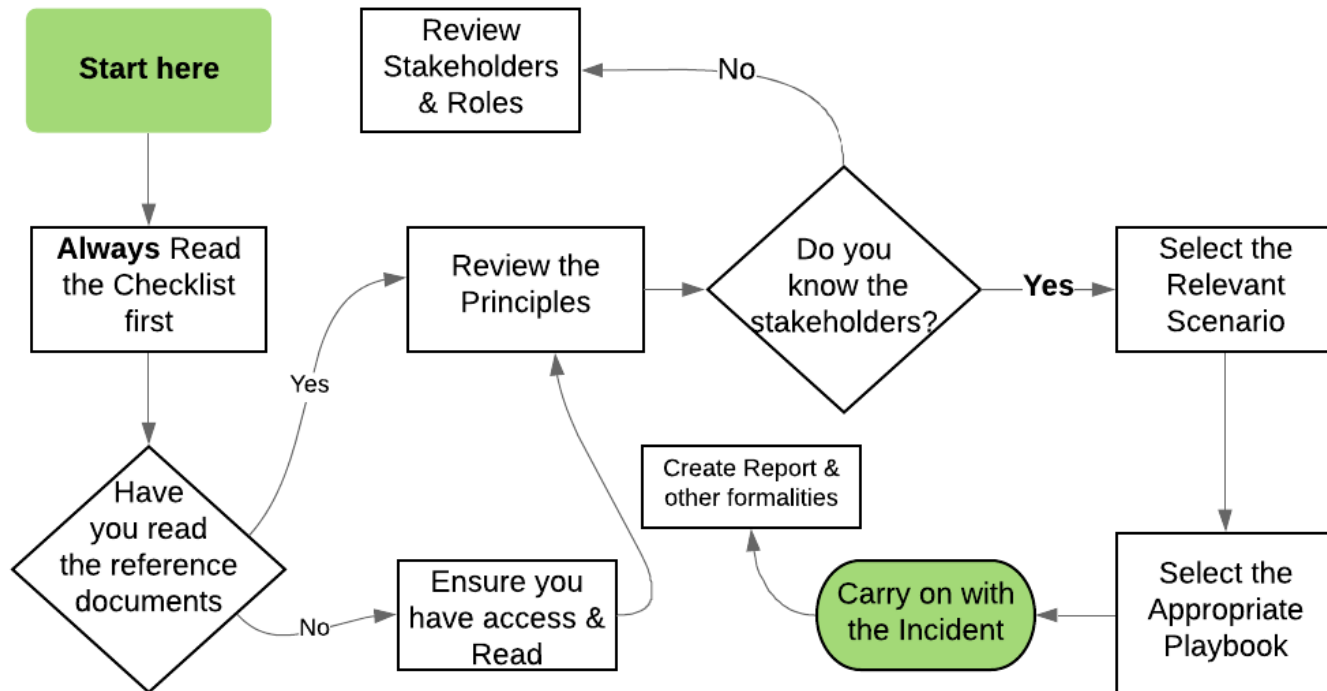 Start here
Always Read
the Checklist
first
Have
you read
the reference
documents
Yes
No
Ensure you
have access &
Read
Review the
Principles
Do you
know the
stakeholders?
No
Review
Stakeholders
& Roles
Yes
Select the
Relevant
Scenario
Select the
Appropriate
Playbook
Carry on with
the Incident
Create Report &
other formalities